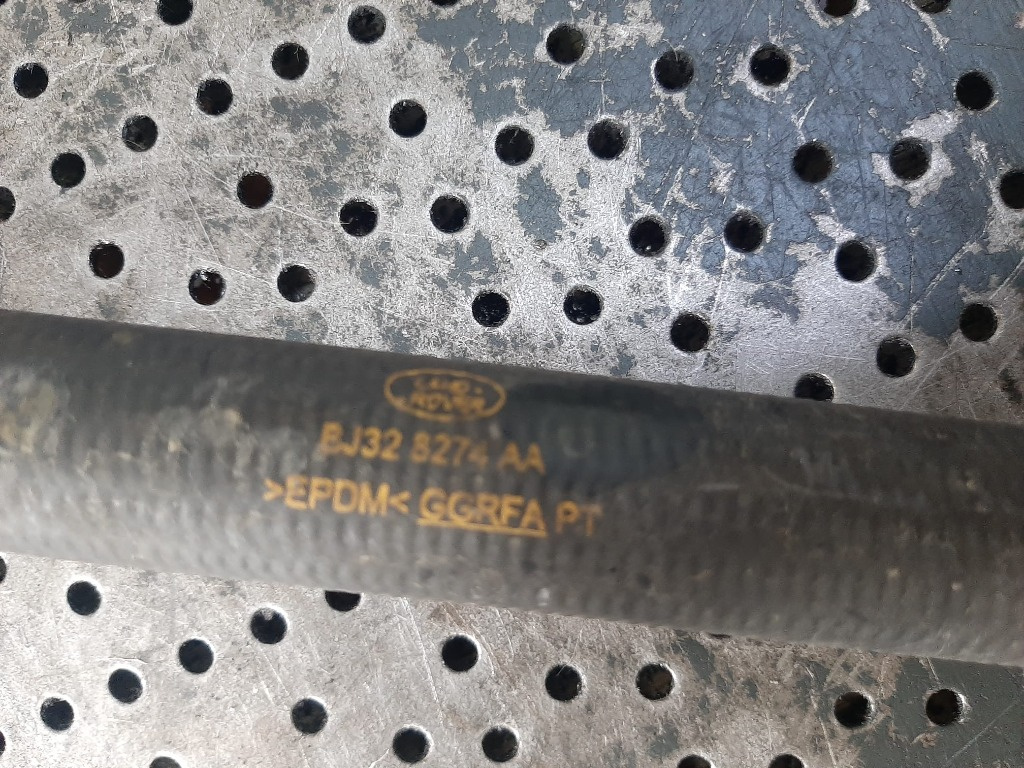 LAND
ROVER
BJ32 8274 AA
>EPDM< GGRFA PT